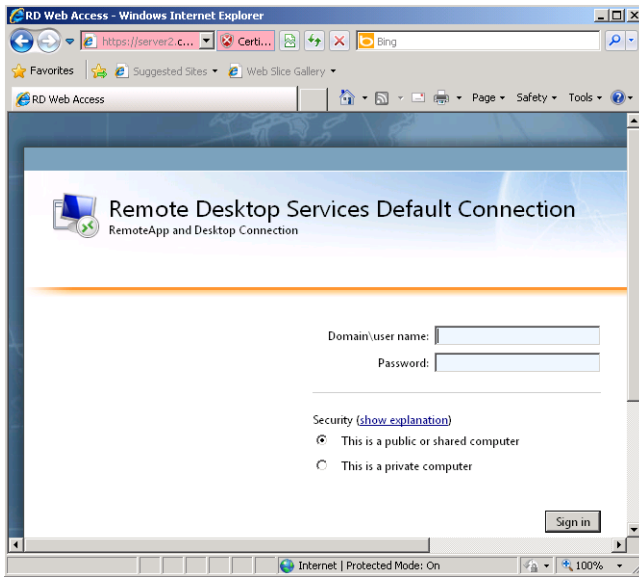 RD Web Access - Windows Internet Explorer
https://server2.c... Certi... Bing
Favorites Suggested Sites Web Slice Gallery
RD Web Access Page Safety Tools
Remote Desktop Services Default Connection
RemoteApp and Desktop Connection
Domain\user name:
Password:
Security (show explanation)
This is a public or shared computer
This is a private computer
Sign in
Internet | Protected Mode: On 100%